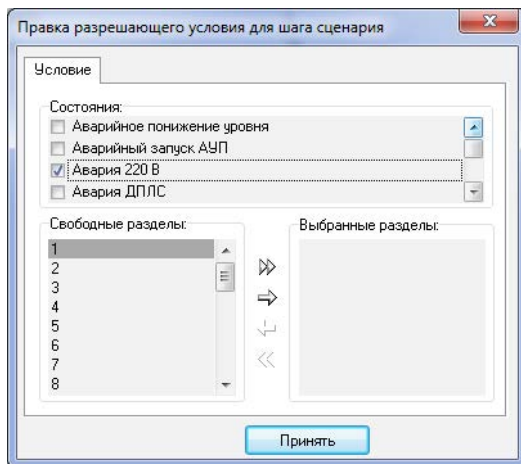 Правка разрешающего условия для шага сценария
Условие
Состояния:
Аварийное понижение уровня
Аварийный запуск АУП
Авария 220 В
Авария ДПЛС
Свободные разделы:
Выбранные разделы:
1
2
3
4
5
6
7
8
Принять